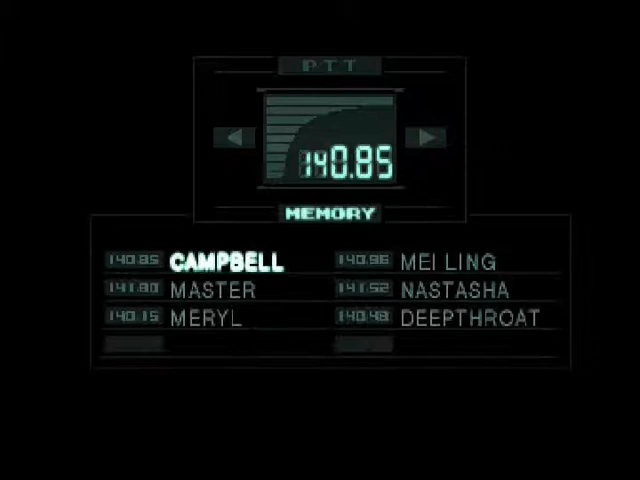 PTT
140.85
MEMORY
140.85 CAMPBELL 140.96 MEI LING
141.80 MASTER 141.52 NASTASHA
140.15 MERYL 140.48 DEEPTHROAT